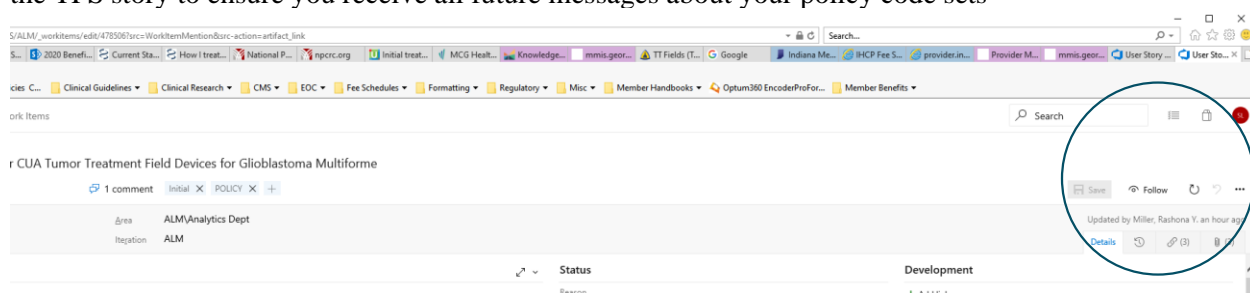 the TFS story to ensure you receive all future messages about your policy code sets
S/ALM/_workitems/edit/478506?src=WorkItemMention&src-action=artifact_link
Search...
S... 2020 Benefi... Current Sta... How I treat... National P... npcrc.org Initial treat... MCG Healt... Knowledge... mmis.geor... TT Fields (T... Google Indiana Me... IHCP Fee S... provider.in... Provider M... mmis.geor... User Story ... User Sto...
cies C... Clinical Guidelines Clinical Research CMS EOC Fee Schedules Formatting Regulatory Misc Member Handbooks Optum360 EncoderProFor... Member Benefits
ork Items
Search
SL
r CUA Tumor Treatment Field Devices for Glioblastoma Multiforme
1 comment Initial POLICY
Save Follow
Area ALM\Analytics Dept
Updated by Miller, Rashona Y. an hour ago
Iteration ALM
Details (3)
Status Development